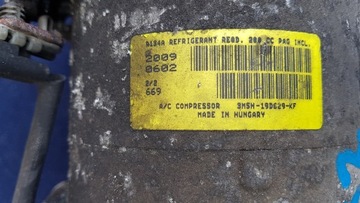 R134A REFRIGERANT REQD. 200 CC PAG INCL.
2009
0602
669
A/C COMPRESSOR 3M5H-19D629-KF
MADE IN HUNGARY